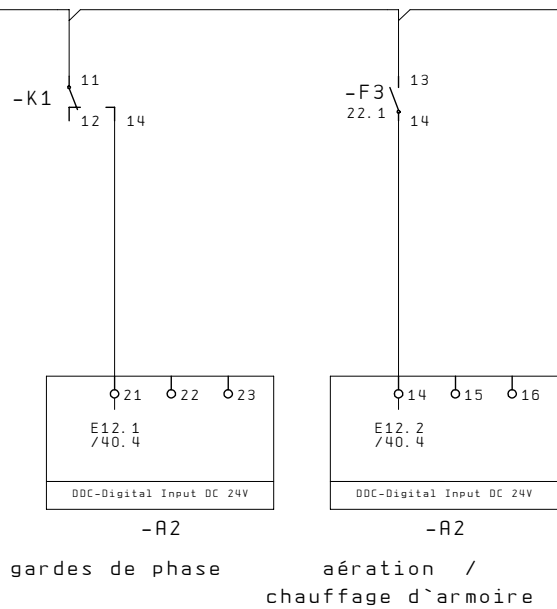 11
-K1
12
14
13
-F3
22.1
14
21
22
23
E12.1
/40.4
DDC-Digital Input DC 24V
-A2
gardes de phase
14
15
16
E12.2
/40.4
DDC-Digital Input DC 24V
-A2
aération /
chauffage d`armoire